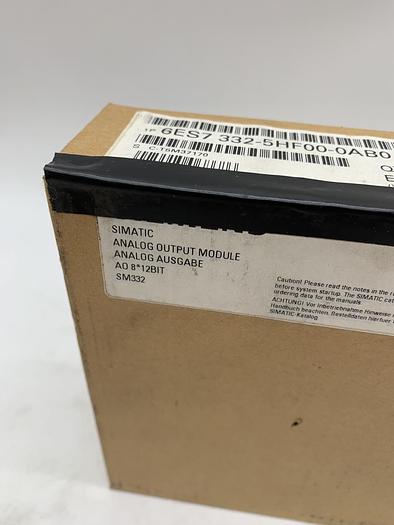 1P 6ES7 332-5HF00-0AB0
S C-T5M37170
SIMATIC
ANALOG OUTPUT MODULE
ANALOG AUSGABE
AO 8*12BIT
SM332
Caution! Please read the notes in the
before system startup. The SIMATIC
ordering data for the manuals
ACHTUNG! Vor Inbetriebnahme Hinweise
Handbuch beachten. Bestelldaten hierfuer
SIMATIC-Katalog